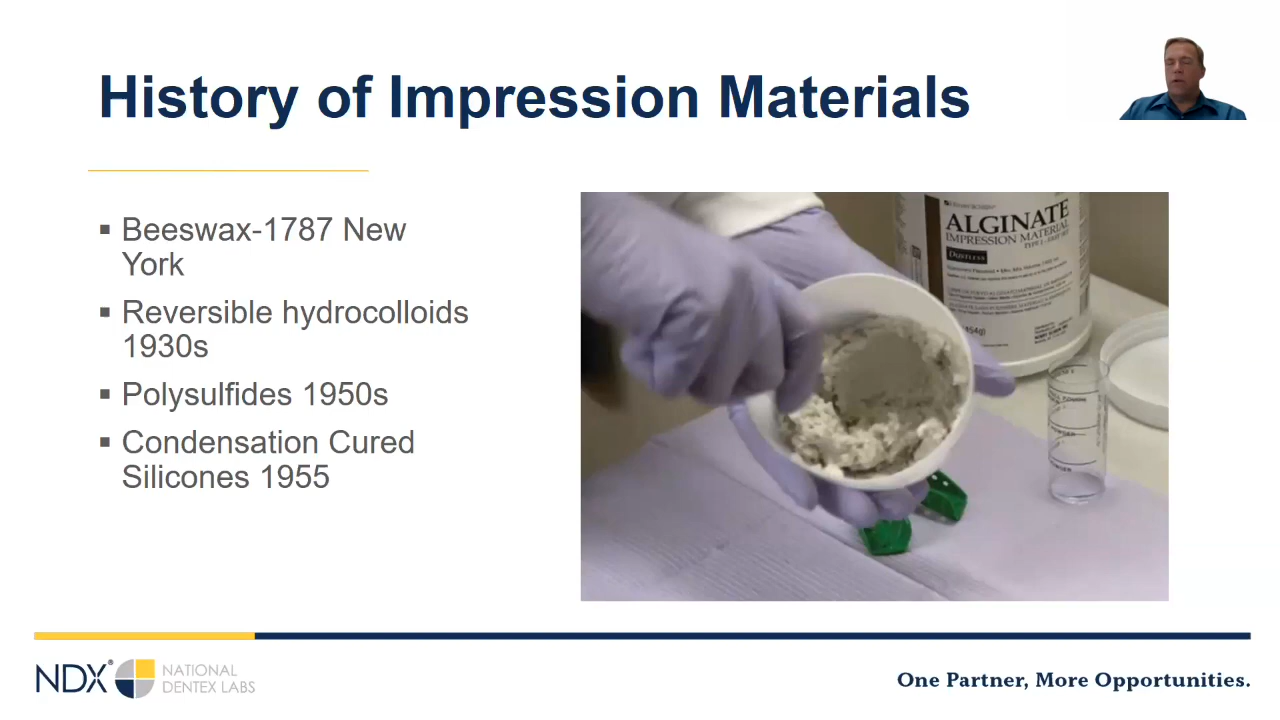 History of Impression Materials
▪ Beeswax-1787 New
York
▪ Reversible hydrocolloids
1930s
▪ Polysulfides 1950s
▪ Condensation Cured
Silicones 1955
ALGINATE
IMPRESSION MATERIAL
DUSTLESS
NDX®
NATIONAL
DENTEX LABS
One Partner, More Opportunities.